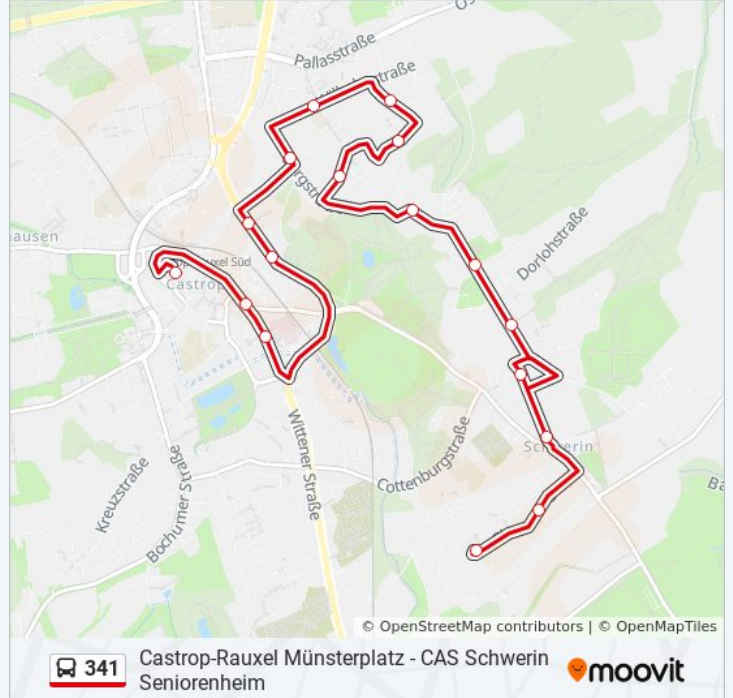 Pallasstraße
Dorlohstraße
hausen
Castrop
Schwerin
Cottenburgstraße
Wittener Straße
Kreuzstraße
Bochumer Straße
© OpenStreetMap contributors | © OpenMapTiles
341
Castrop-Rauxel Münsterplatz - CAS Schwerin
Seniorenheim
moovit